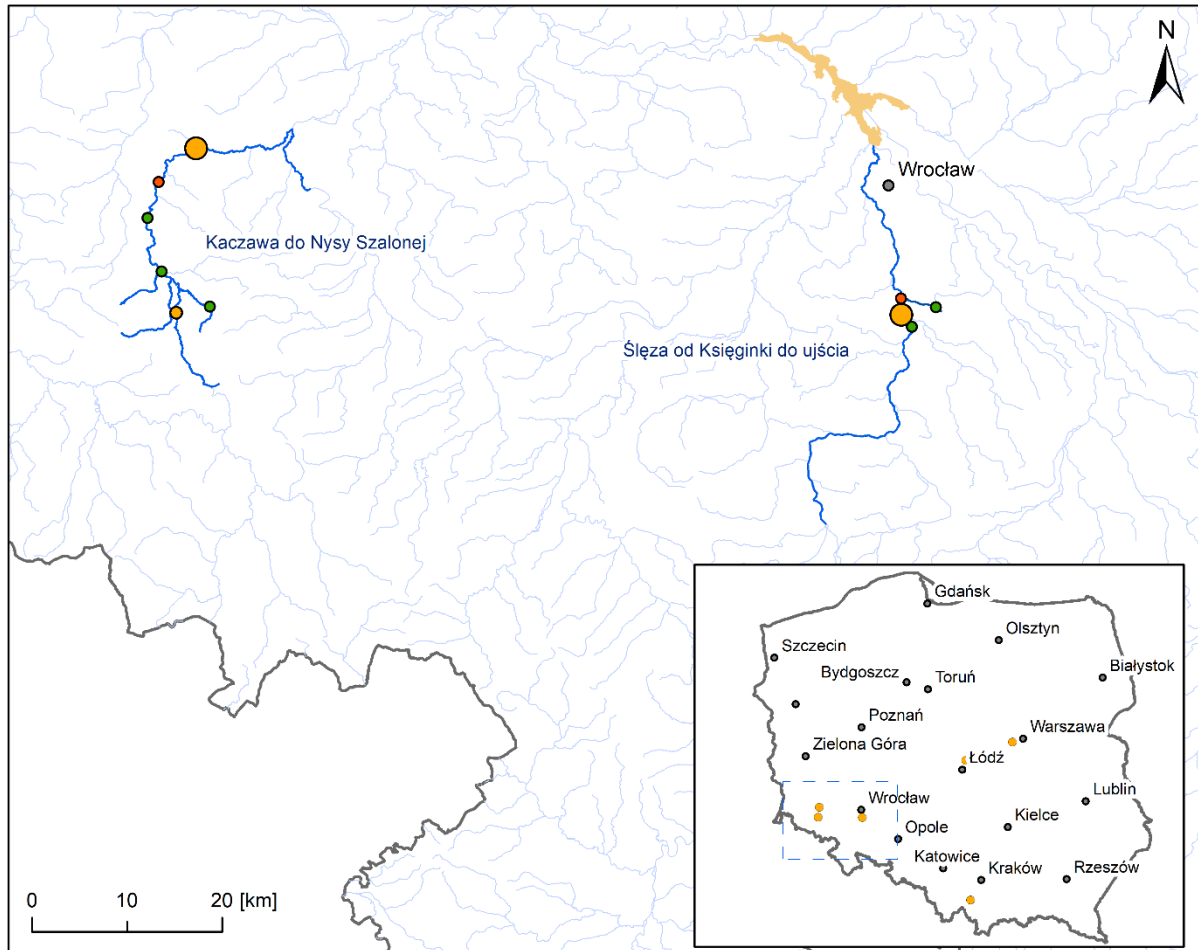 N
Wrocław
Kaczawa do Nysy Szalonej
Ślęza od Księginki do ujścia
0 10 20 [km]
Gdańsk
Olsztyn
Szczecin
Białystok
Bydgoszcz
Toruń
Poznań
Warszawa
Zielona Góra
Łódź
Lublin
Wrocław
Kielce
Opole
Katowice
Kraków
Rzeszów